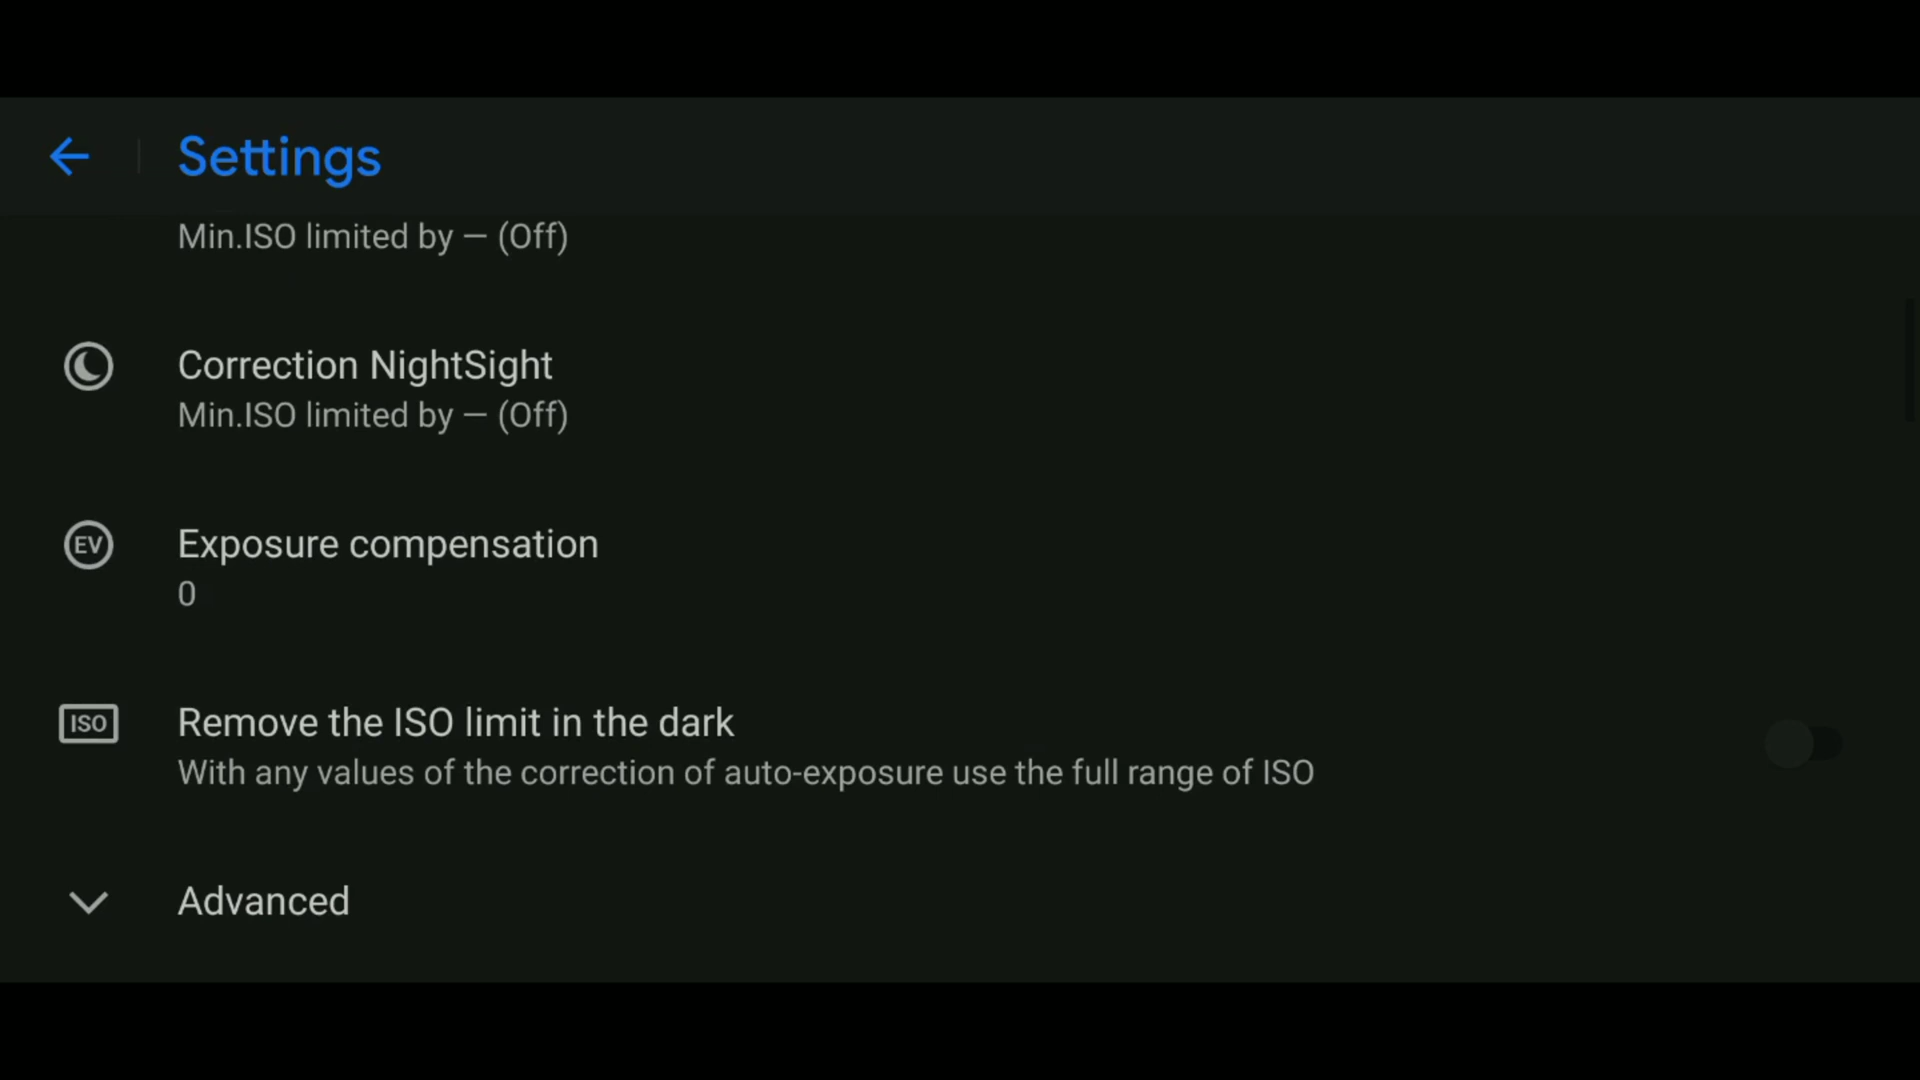 Settings
Min.ISO limited by — (Off)
Correction NightSight
Min.ISO limited by — (Off)
EV
Exposure compensation
0
ISO
Remove the ISO limit in the dark
With any values of the correction of auto-exposure use the full range of ISO
Advanced